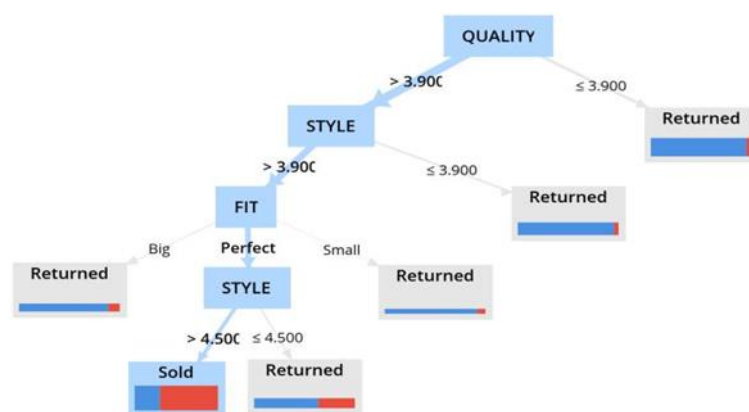 QUALITY
> 3.900
≤ 3.900
STYLE
Returned
> 3.900
≤ 3.900
FIT
Returned
Big
Perfect
Small
Returned
STYLE
Returned
> 4.500
≤ 4.500
Sold
Returned